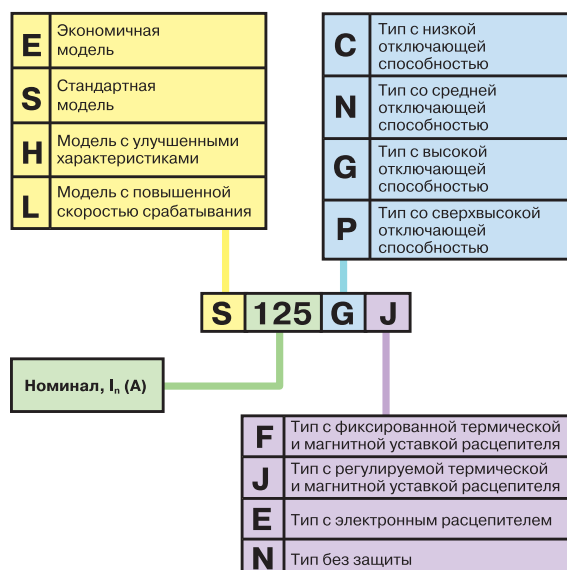 E Экономичная
модель
S Стандартная
модель
H Модель с улучшенными
характеристиками
L Модель с повышенной
скоростью срабатывания
C Тип с низкой
отключающей
способностью
N Тип со средней
отключающей
способностью
G Тип с высокой
отключающей
способностью
P Тип со сверхвысокой
отключающей
способностью
S 125 G J
Номинал, Iₙ (A)
F Тип с фиксированной термической
и магнитной уставкой расцепителя
J Тип с регулируемой термической
и магнитной уставкой расцепителя
E Тип с электронным расцепителем
N Тип без защиты